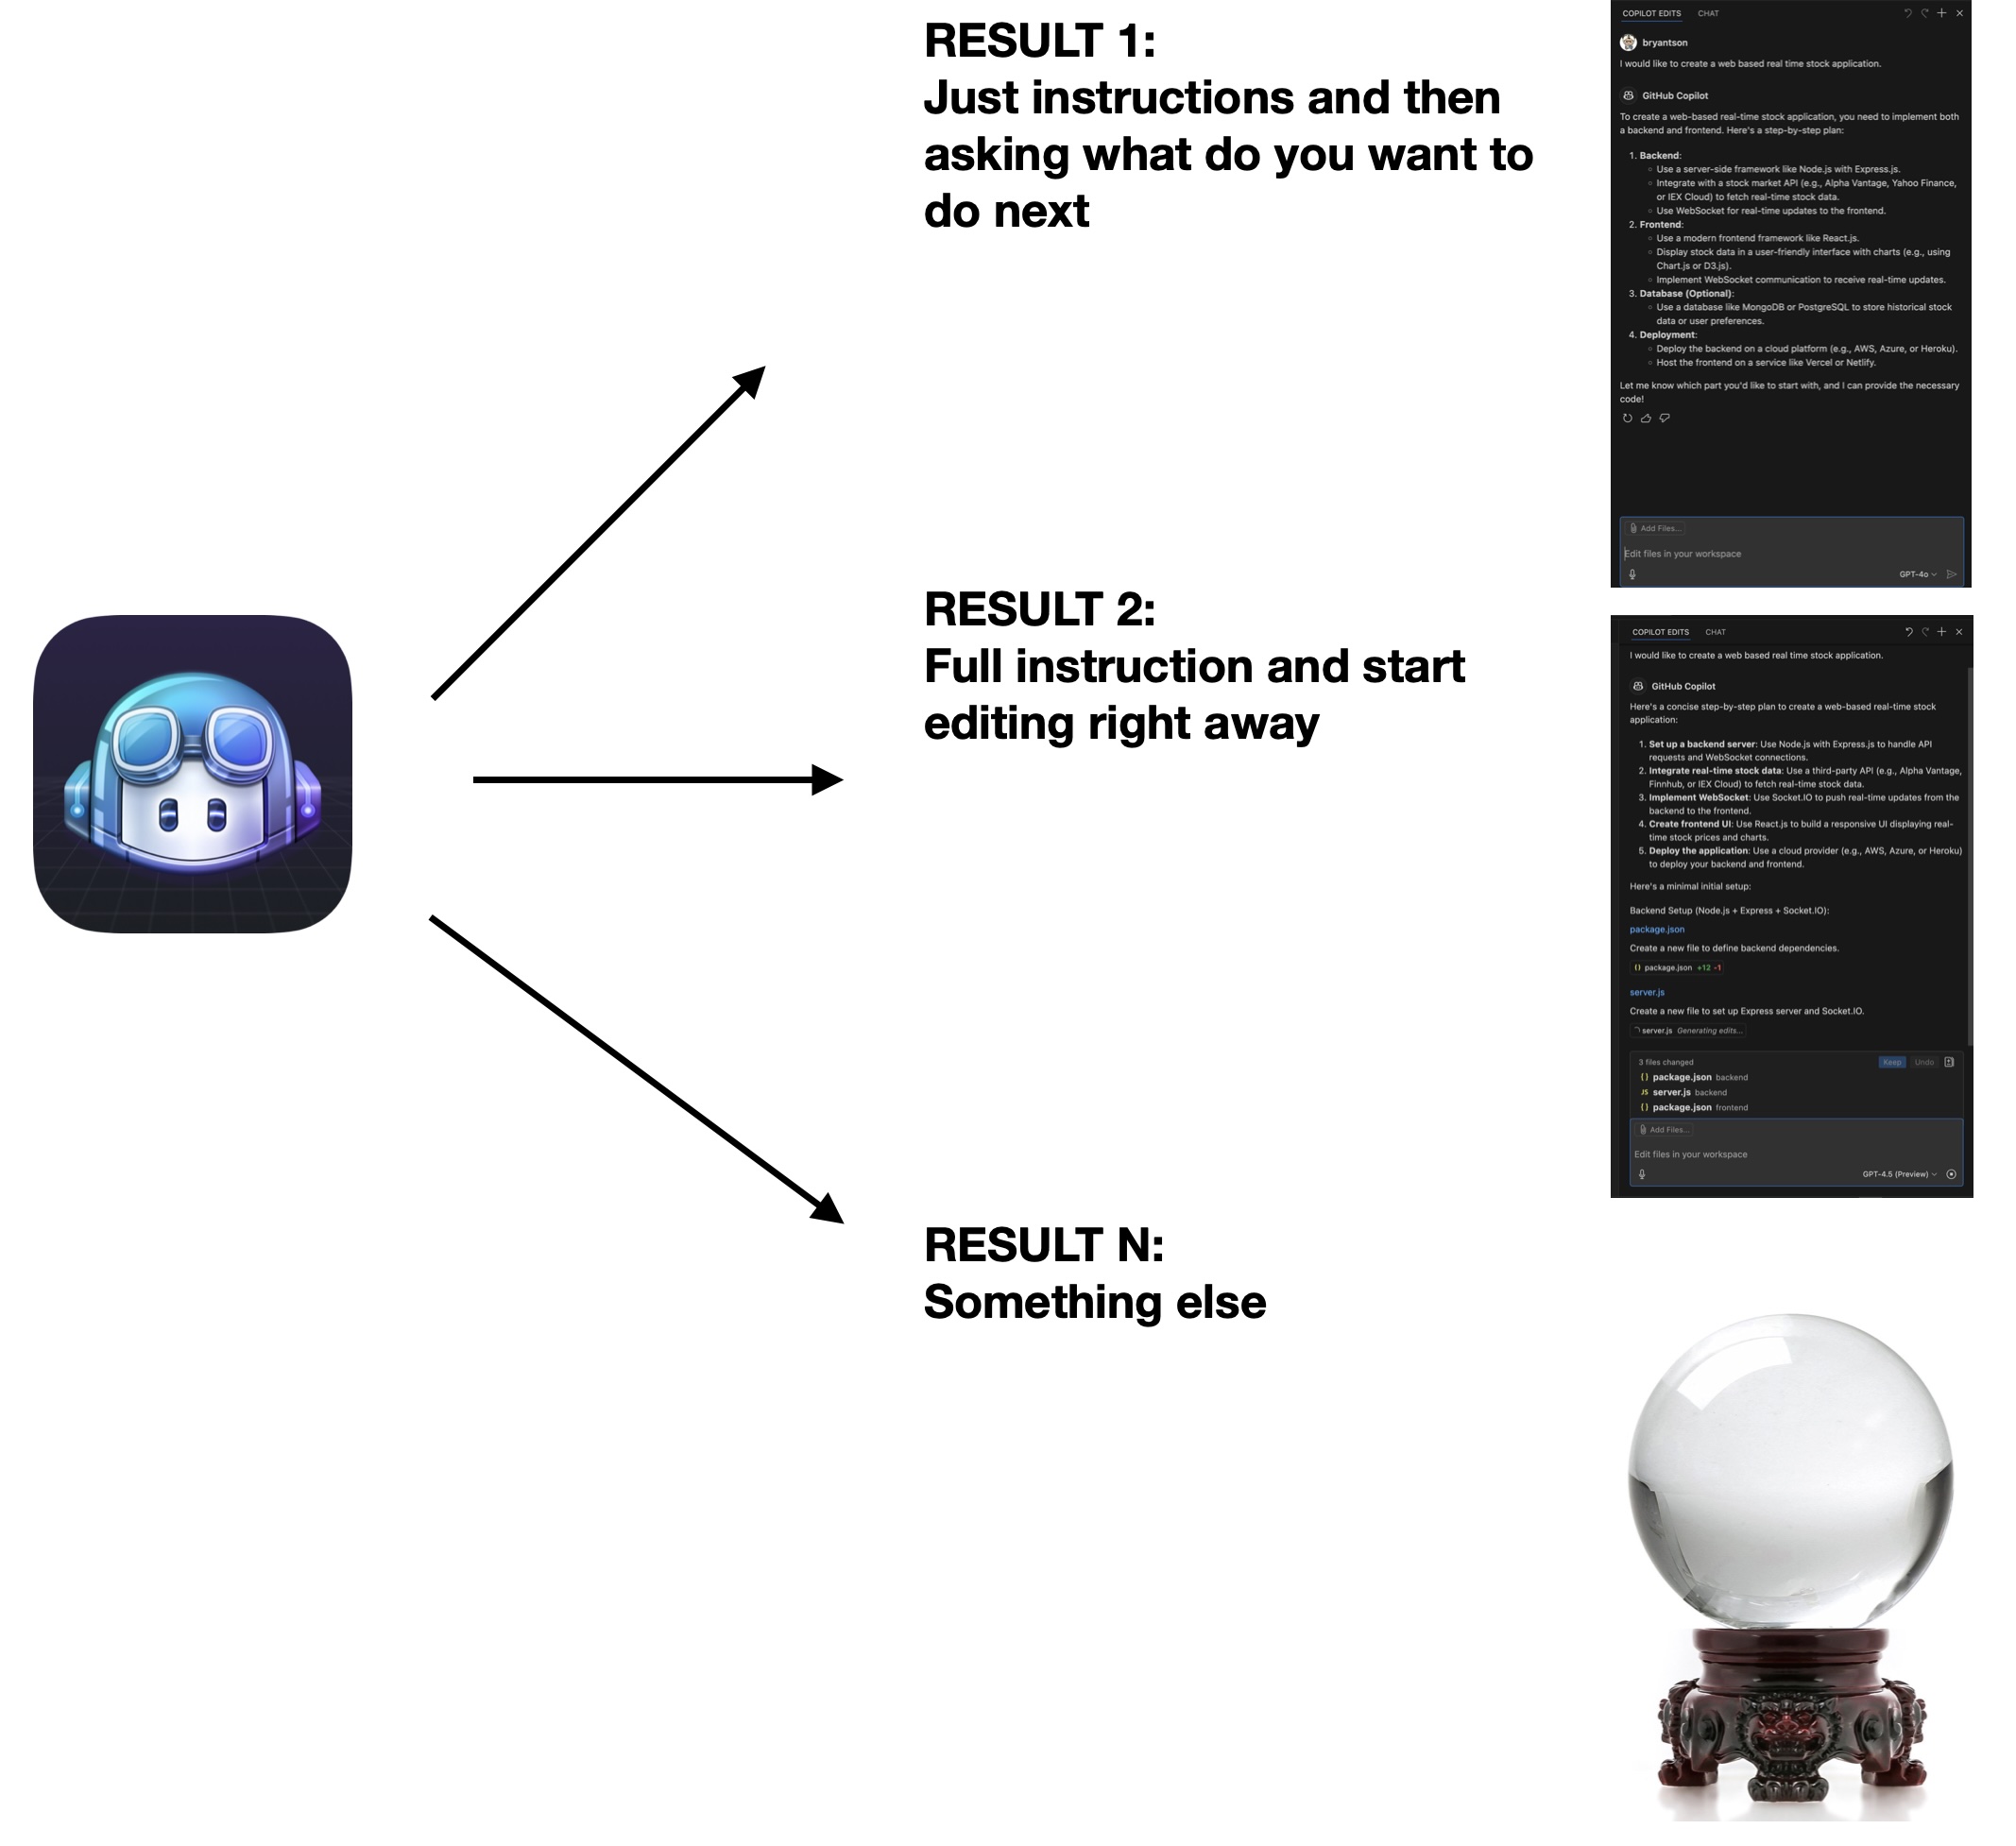 RESULT 1:
Just instructions and then
asking what do you want to
do next
COPILOT EDITS CHAT
bryantson
I would like to create a web based real time stock application.
GitHub Copilot
To create a web-based real-time stock application, you need to implement both
a backend and frontend. Here's a step-by-step plan:
1. Backend:
◦ Use a server-side framework like Node.js with Express.js.
◦ Integrate with a stock market API (e.g., Alpha Vantage, Yahoo Finance,
or IEX Cloud) to fetch real-time stock data.
◦ Use WebSocket for real-time updates to the frontend.
2. Frontend:
◦ Use a modern frontend framework like React.js.
◦ Display stock data in a user-friendly interface with charts (e.g., using
Chart.js or D3.js).
◦ Implement WebSocket communication to receive real-time updates.
3. Database (Optional):
◦ Use a database like MongoDB or PostgreSQL to store historical stock
data or user preferences.
4. Deployment:
◦ Deploy the backend on a cloud platform (e.g., AWS, Azure, or Heroku).
◦ Host the frontend on a service like Vercel or Netlify.
Let me know which part you'd like to start with, and I can provide the necessary
code!
Add Files...
Edit files in your workspace
GPT-4o
RESULT 2:
Full instruction and start
editing right away
COPILOT EDITS CHAT
I would like to create a web based real time stock application.
GitHub Copilot
Here's a concise step-by-step plan to create a web-based real-time stock
application:
1. Set up a backend server: Use Node.js with Express.js to handle API
requests and WebSocket connections.
2. Integrate real-time stock data: Use a third-party API (e.g., Alpha Vantage,
Finnhub, or IEX Cloud) to fetch real-time stock data.
3. Implement WebSocket: Use Socket.IO to push real-time updates from the
backend to the frontend.
4. Create frontend UI: Use React.js to build a responsive UI displaying real-
time stock prices and charts.
5. Deploy the application: Use a cloud provider (e.g., AWS, Azure, or Heroku)
to deploy your backend and frontend.
Here's a minimal initial setup:
Backend Setup (Node.js + Express + Socket.IO):
package.json
Create a new file to define backend dependencies.
{} package.json +12 -1
server.js
Create a new file to set up Express server and Socket.IO.
server.js Generating edits...
3 files changed Keep Undo
{} package.json backend
JS server.js backend
{} package.json frontend
Add Files...
Edit files in your workspace
GPT-4.5 (Preview)
RESULT N:
Something else